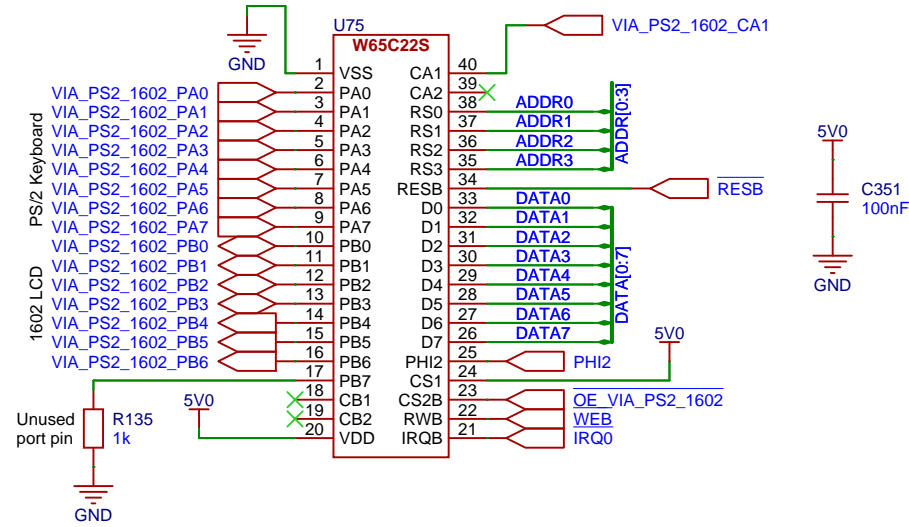 U75
W65C22S
GND
VIA_PS2_1602_CA1
1 VSS CA1 40
2 PA0 CA2 39
3 PA1 RS0 38 ADDR0
4 PA2 RS1 37 ADDR1
5 PA3 RS2 36 ADDR2
6 PA4 RS3 35 ADDR3
7 PA5 RESB 34 RESB
8 PA6 D0 33 DATA0
9 PA7 D1 32 DATA1
10 PB0 D2 31 DATA2
11 PB1 D3 30 DATA3
12 PB2 D4 29 DATA4
13 PB3 D5 28 DATA5
14 PB4 D6 27 DATA6
15 PB5 D7 26 DATA7
16 PB6 PHI2 25 PHI2
17 PB7 CS1 24
18 CB1 CS2B 23 OE_VIA_PS2_1602
19 CB2 RWB 22 WEB
20 VDD IRQB 21 IRQ0
ADDR[0:3]
DATA[0:7]
5V0
PS/2 Keyboard
VIA_PS2_1602_PA0
VIA_PS2_1602_PA1
VIA_PS2_1602_PA2
VIA_PS2_1602_PA3
VIA_PS2_1602_PA4
VIA_PS2_1602_PA5
VIA_PS2_1602_PA6
VIA_PS2_1602_PA7
1602 LCD
VIA_PS2_1602_PB0
VIA_PS2_1602_PB1
VIA_PS2_1602_PB2
VIA_PS2_1602_PB3
VIA_PS2_1602_PB4
VIA_PS2_1602_PB5
VIA_PS2_1602_PB6
Unused
port pin
R135
1k
GND
5V0
5V0
C351
100nF
GND